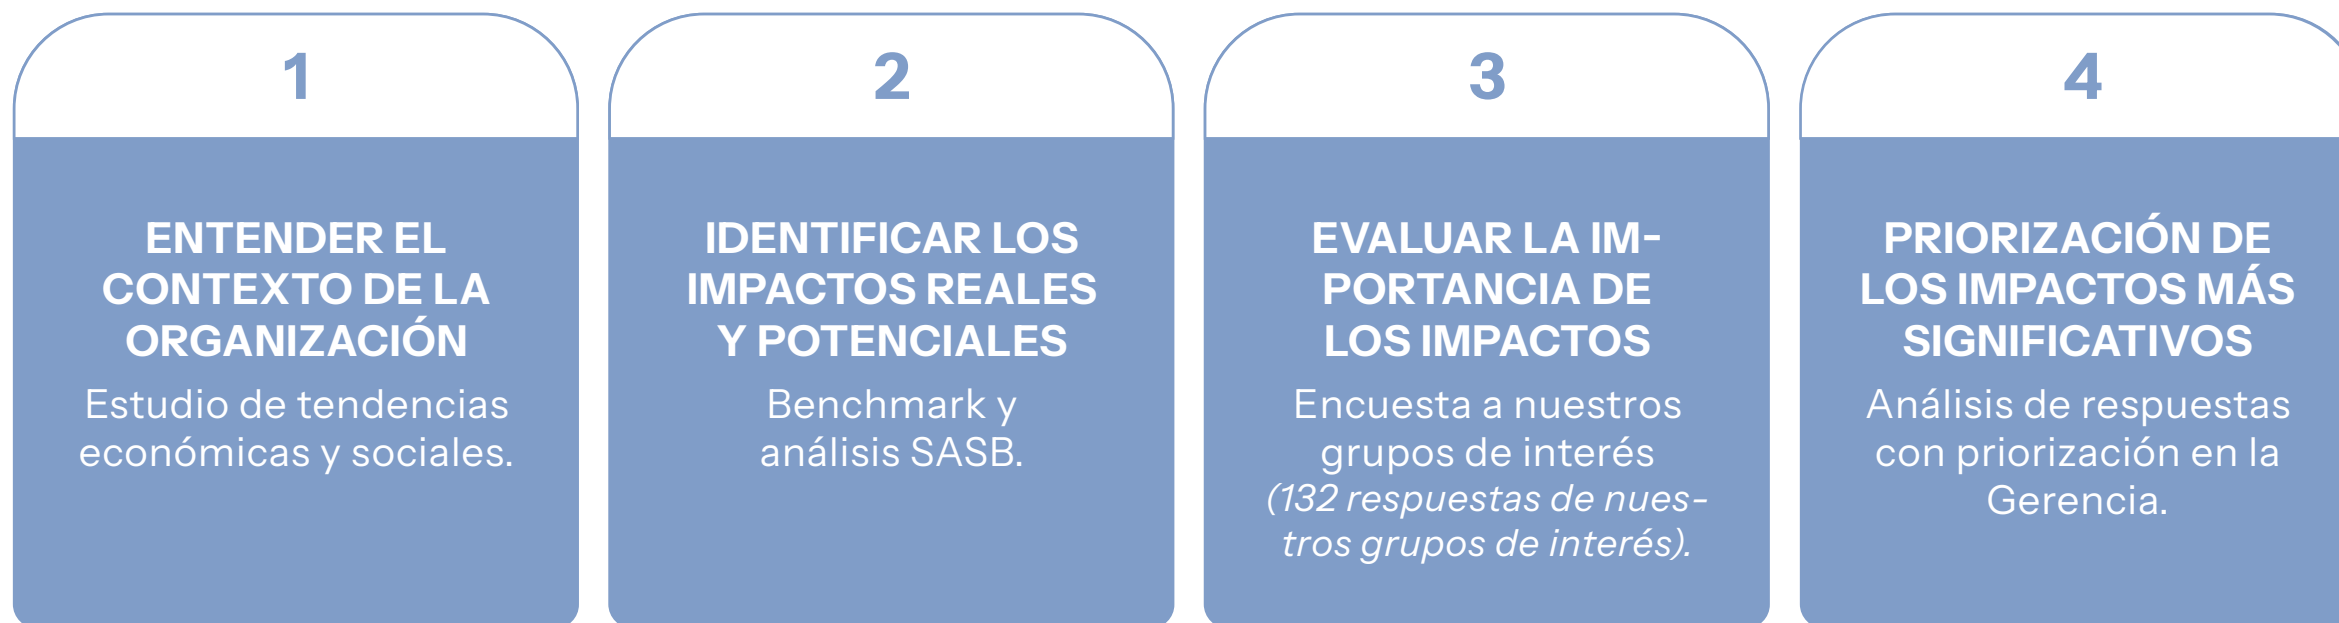 1
ENTENDER EL
CONTEXTO DE LA
ORGANIZACIÓN
Estudio de tendencias
económicas y sociales.
2
IDENTIFICAR LOS
IMPACTOS REALES
Y POTENCIALES
Benchmark y
análisis SASB.
3
EVALUAR LA IM-
PORTANCIA DE
LOS IMPACTOS
Encuesta a nuestros
grupos de interés
(132 respuestas de nues-
tros grupos de interés).
4
PRIORIZACIÓN DE
LOS IMPACTOS MÁS
SIGNIFICATIVOS
Análisis de respuestas
con priorización en la
Gerencia.